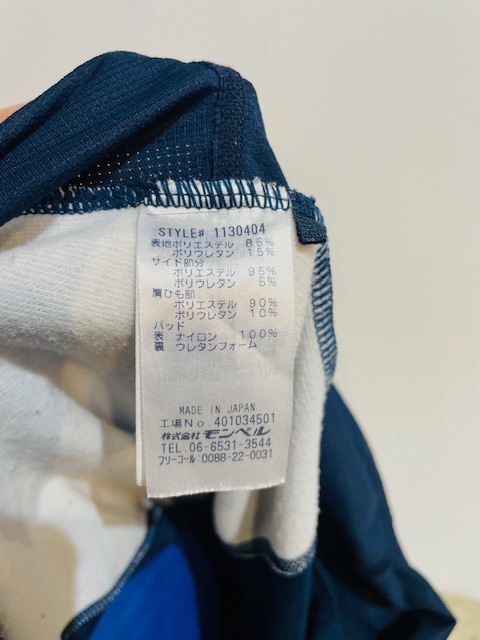 STYLE# 1130404
表地ポリエステル 85%
ポリウレタン 15%
サイド部分
ポリエステル 95%
ポリウレタン 5%
肩ひも部
ポリエステル 90%
ポリウレタン 10%
パッド
表 ナイロン 100%
裏 ウレタンフォーム
MADE IN JAPAN
工場No.401034501
株式会社 モンベル
TEL.06-6531-3544
フリーコール0088-22-0031